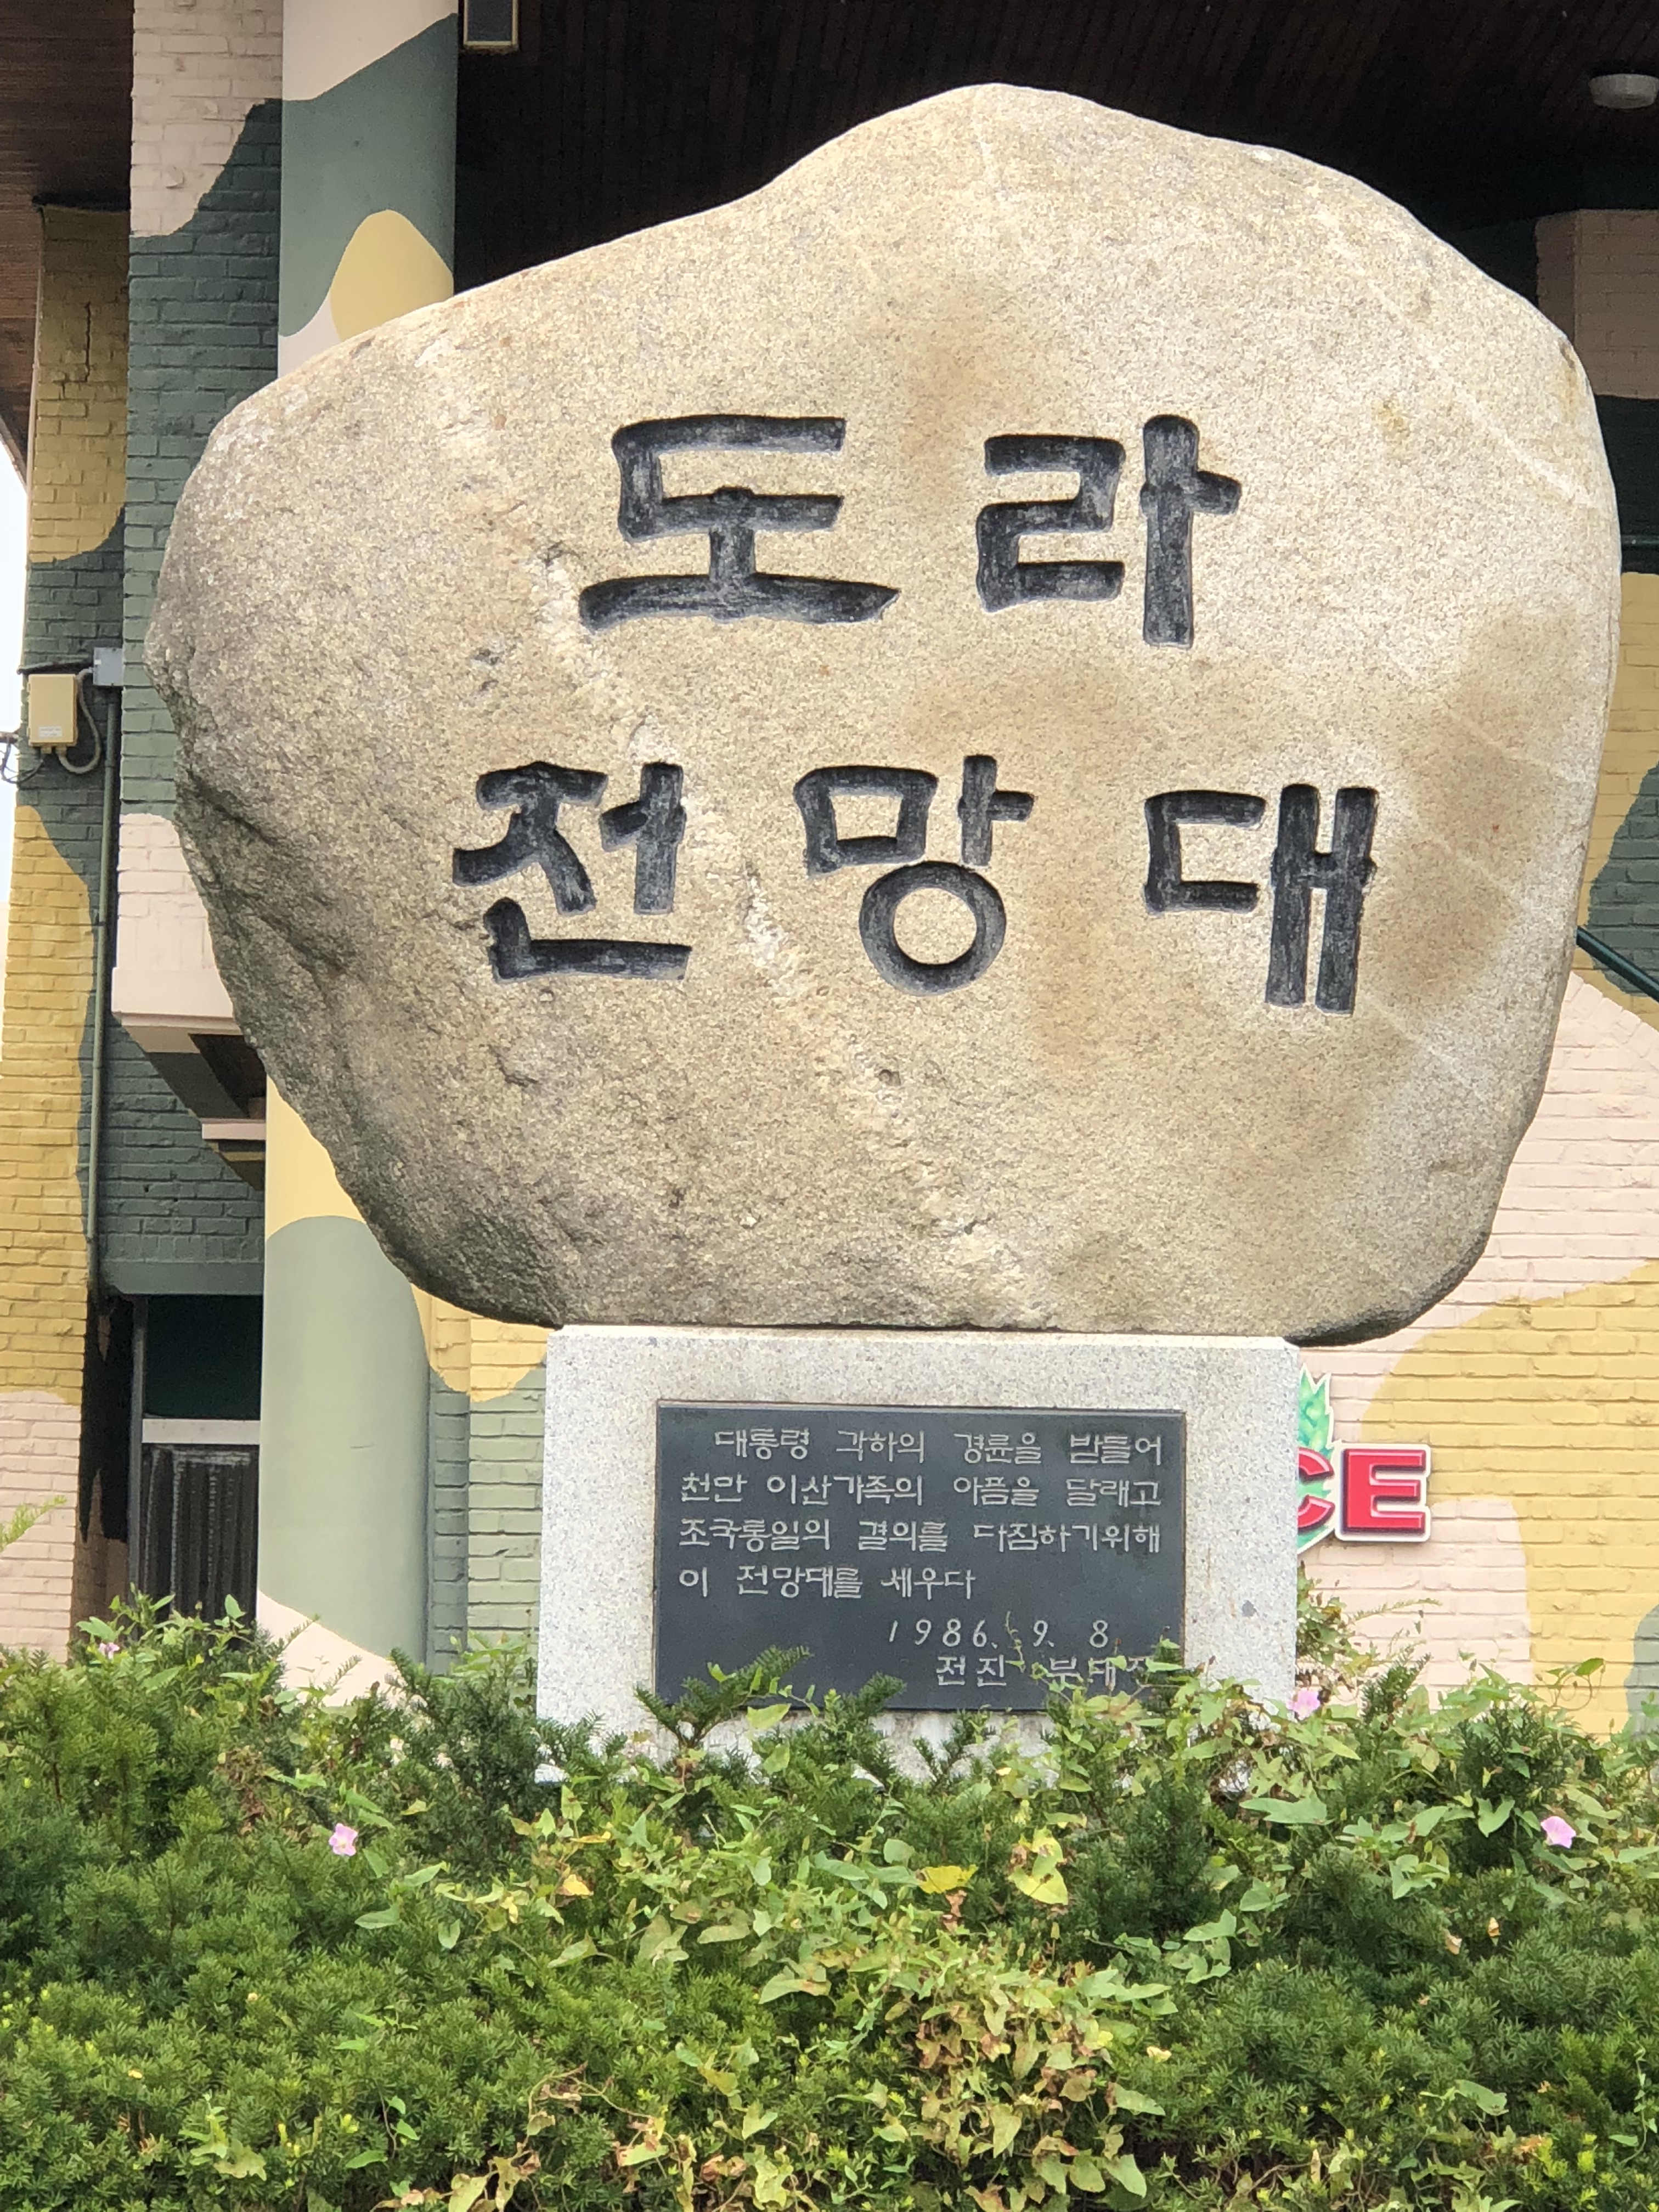 도라
전망대
대통령 각하의 경륜을 받들어
천만 이산가족의 아픔을 달래고
조국통일의 결의를 다짐하기위해
이 전망대를 세우다
1986. 9. 8
전진 부대장
CE